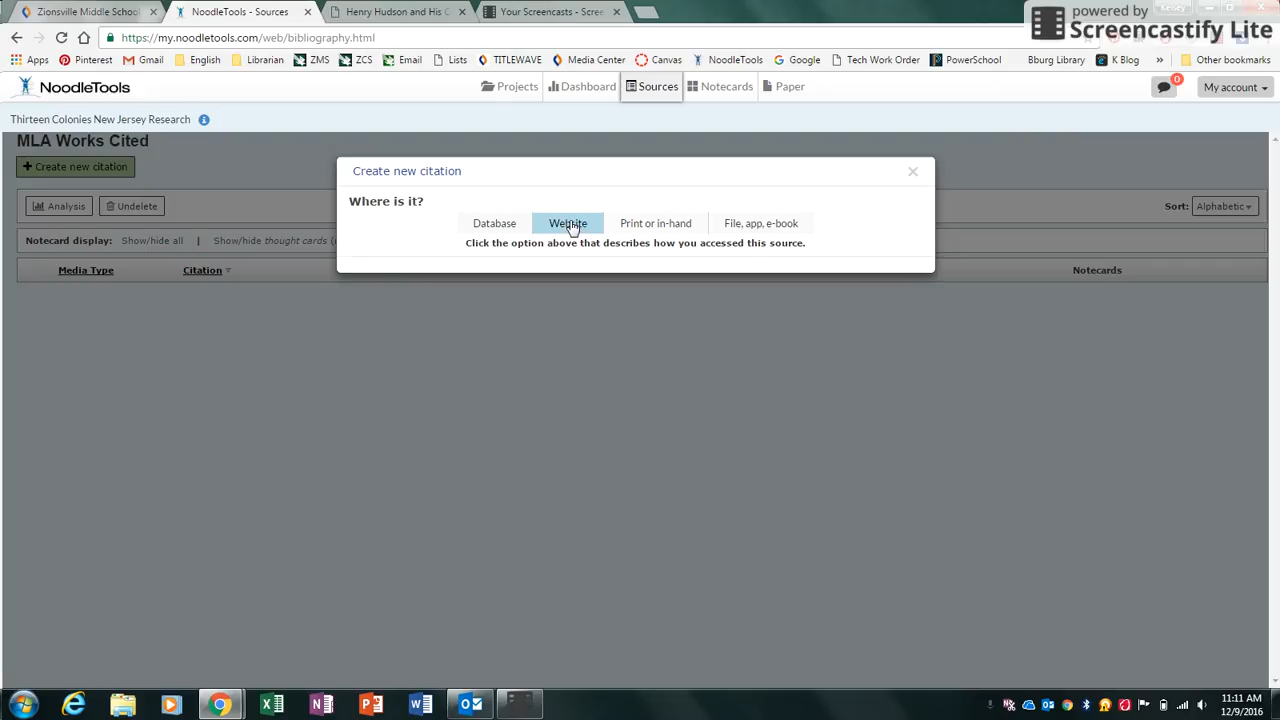 Zionsville Middle School
NoodleTools - Sources
Henry Hudson and His C
Your Screencasts - Scree
powered by
Screencastify Lite
https://my.noodletools.com/web/bibliography.html
Apps Pinterest Gmail English Librarian ZMS ZCS Email Lists TITLEWAVE Media Center Canvas NoodleTools Google Tech Work Order PowerSchool Bburg Library K Blog » Other bookmarks
NoodleTools
Projects Dashboard Sources Notecards Paper
0
My account
Thirteen Colonies New Jersey Research
MLA Works Cited
Create new citation
Create new citation
Where is it?
Database Website Print or in-hand File, app, e-book
Click the option above that describes how you accessed this source.
Analysis Undelete
Sort: Alphabetic
Notecard display: Show/hide all | Show/hide thought cards
Media Type Citation Notecards
11:11 AM
12/9/2016